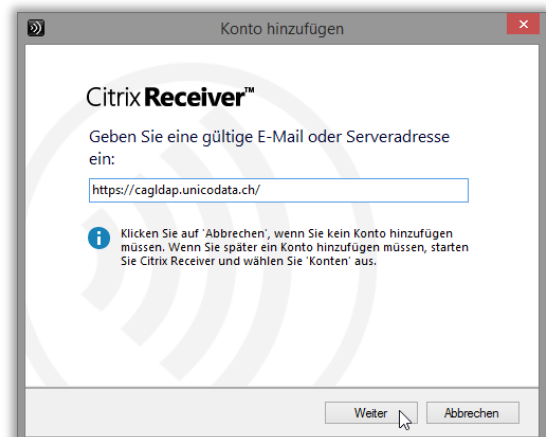 Konto hinzufügen
Citrix Receiver™
Geben Sie eine gültige E-Mail oder Serveradresse
ein:
https://cagldap.unicodata.ch/
Klicken Sie auf 'Abbrechen', wenn Sie kein Konto hinzufügen
müssen. Wenn Sie später ein Konto hinzufügen müssen, starten
Sie Citrix Receiver und wählen Sie 'Konten' aus.
Weiter
Abbrechen